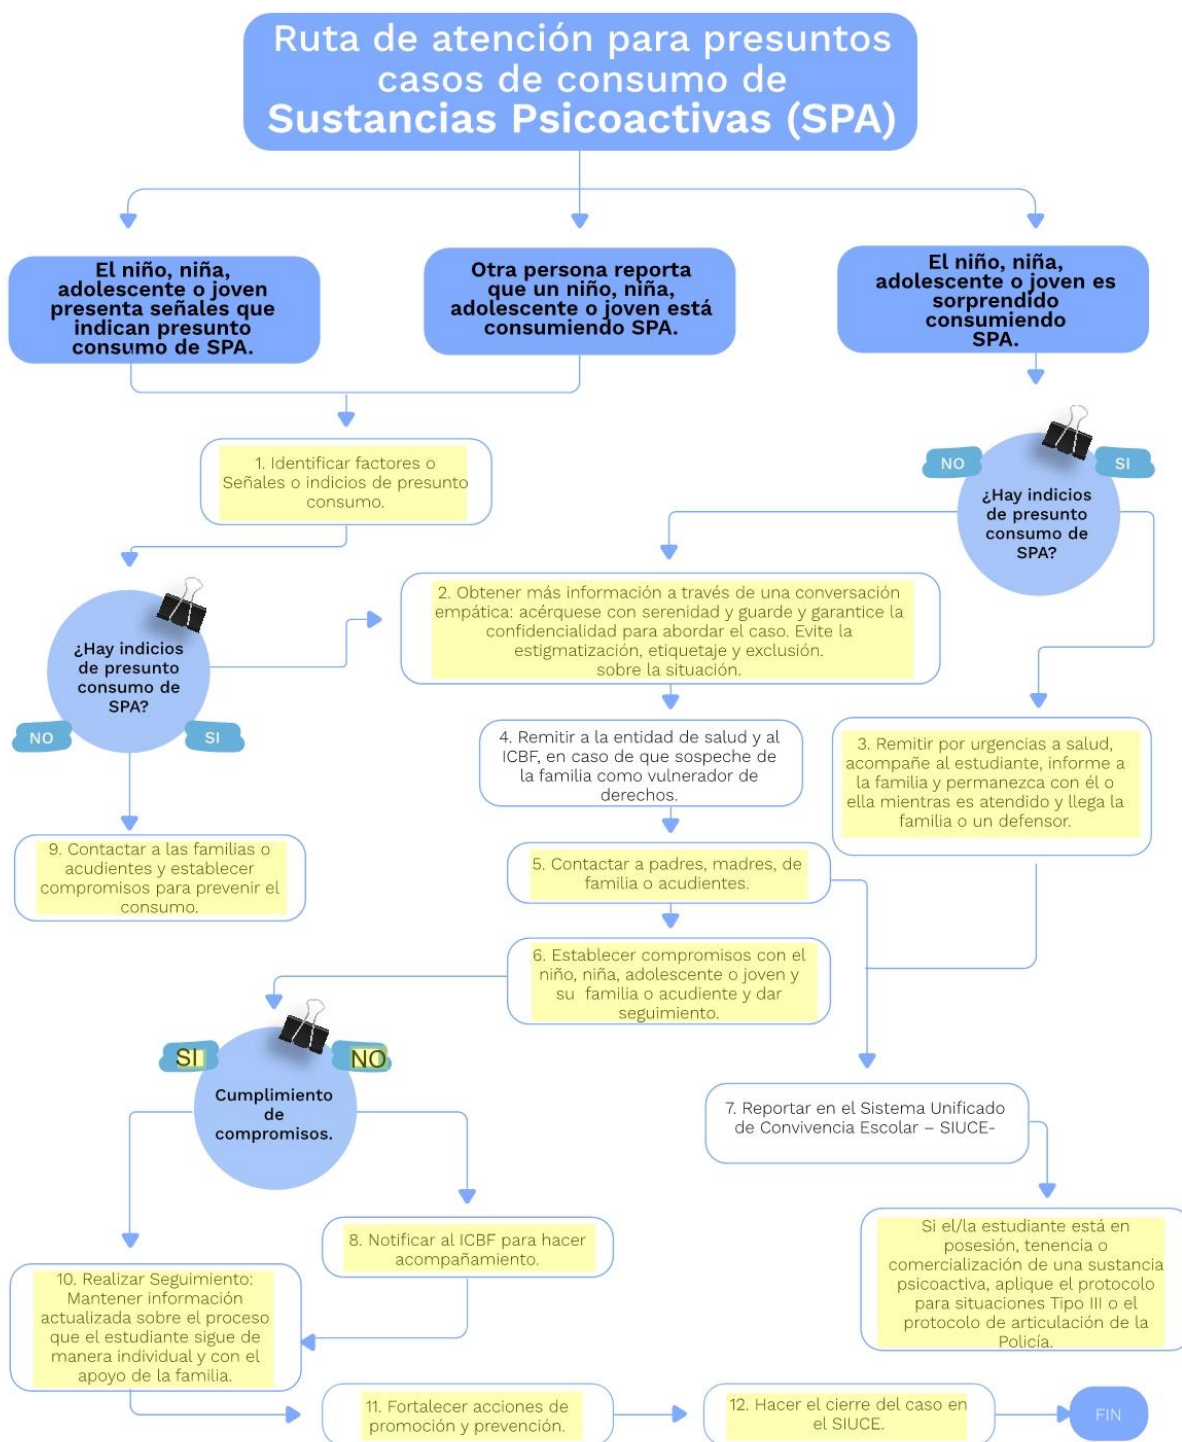 Ruta de atención para presuntos
casos de consumo de
Sustancias Psicoactivas (SPA)
El niño, niña,
adolescente o joven
presenta señales que
indican presunto
consumo de SPA.
Otra persona reporta
que un niño, niña,
adolescente o joven está
consumiendo SPA.
El niño, niña,
adolescente o joven es
sorprendido
consumiendo
SPA.
1. Identificar factores o
Señales o indicios de presunto
consumo.
NO
SI
¿Hay indicios
de presunto
consumo de
SPA?
2. Obtener más información a través de una conversación
empática: acérquese con serenidad y guarde y garantice la
confidencialidad para abordar el caso. Evite la
estigmatización, etiquetaje y exclusión.
sobre la situación.
¿Hay indicios
de presunto
consumo de
SPA?
NO
SI
4. Remitir a la entidad de salud y al
ICBF, en caso de que sospeche de
la familia como vulnerador de
derechos.
3. Remitir por urgencias a salud,
acompañe al estudiante, informe a
la familia y permanezca con él o
ella mientras es atendido y llega la
familia o un defensor.
9. Contactar a las familias o
acudientes y establecer
compromisos para prevenir el
consumo.
5. Contactar a padres, madres, de
familia o acudientes.
6. Establecer compromisos con el
niño, niña, adolescente o joven y
su familia o acudiente y dar
seguimiento.
SI
NO
Cumplimiento
de
compromisos.
7. Reportar en el Sistema Unificado
de Convivencia Escolar – SIUCE-
8. Notificar al ICBF para hacer
acompañamiento.
Si el/la estudiante está en
posesión, tenencia o
comercialización de una sustancia
psicoactiva, aplique el protocolo
para situaciones Tipo III o el
protocolo de articulación de la
Policía.
10. Realizar Seguimiento:
Mantener información
actualizada sobre el proceso
que el estudiante sigue de
manera individual y con el
apoyo de la familia.
11. Fortalecer acciones de
promoción y prevención.
12. Hacer el cierre del caso en
el SIUCE.
FIN